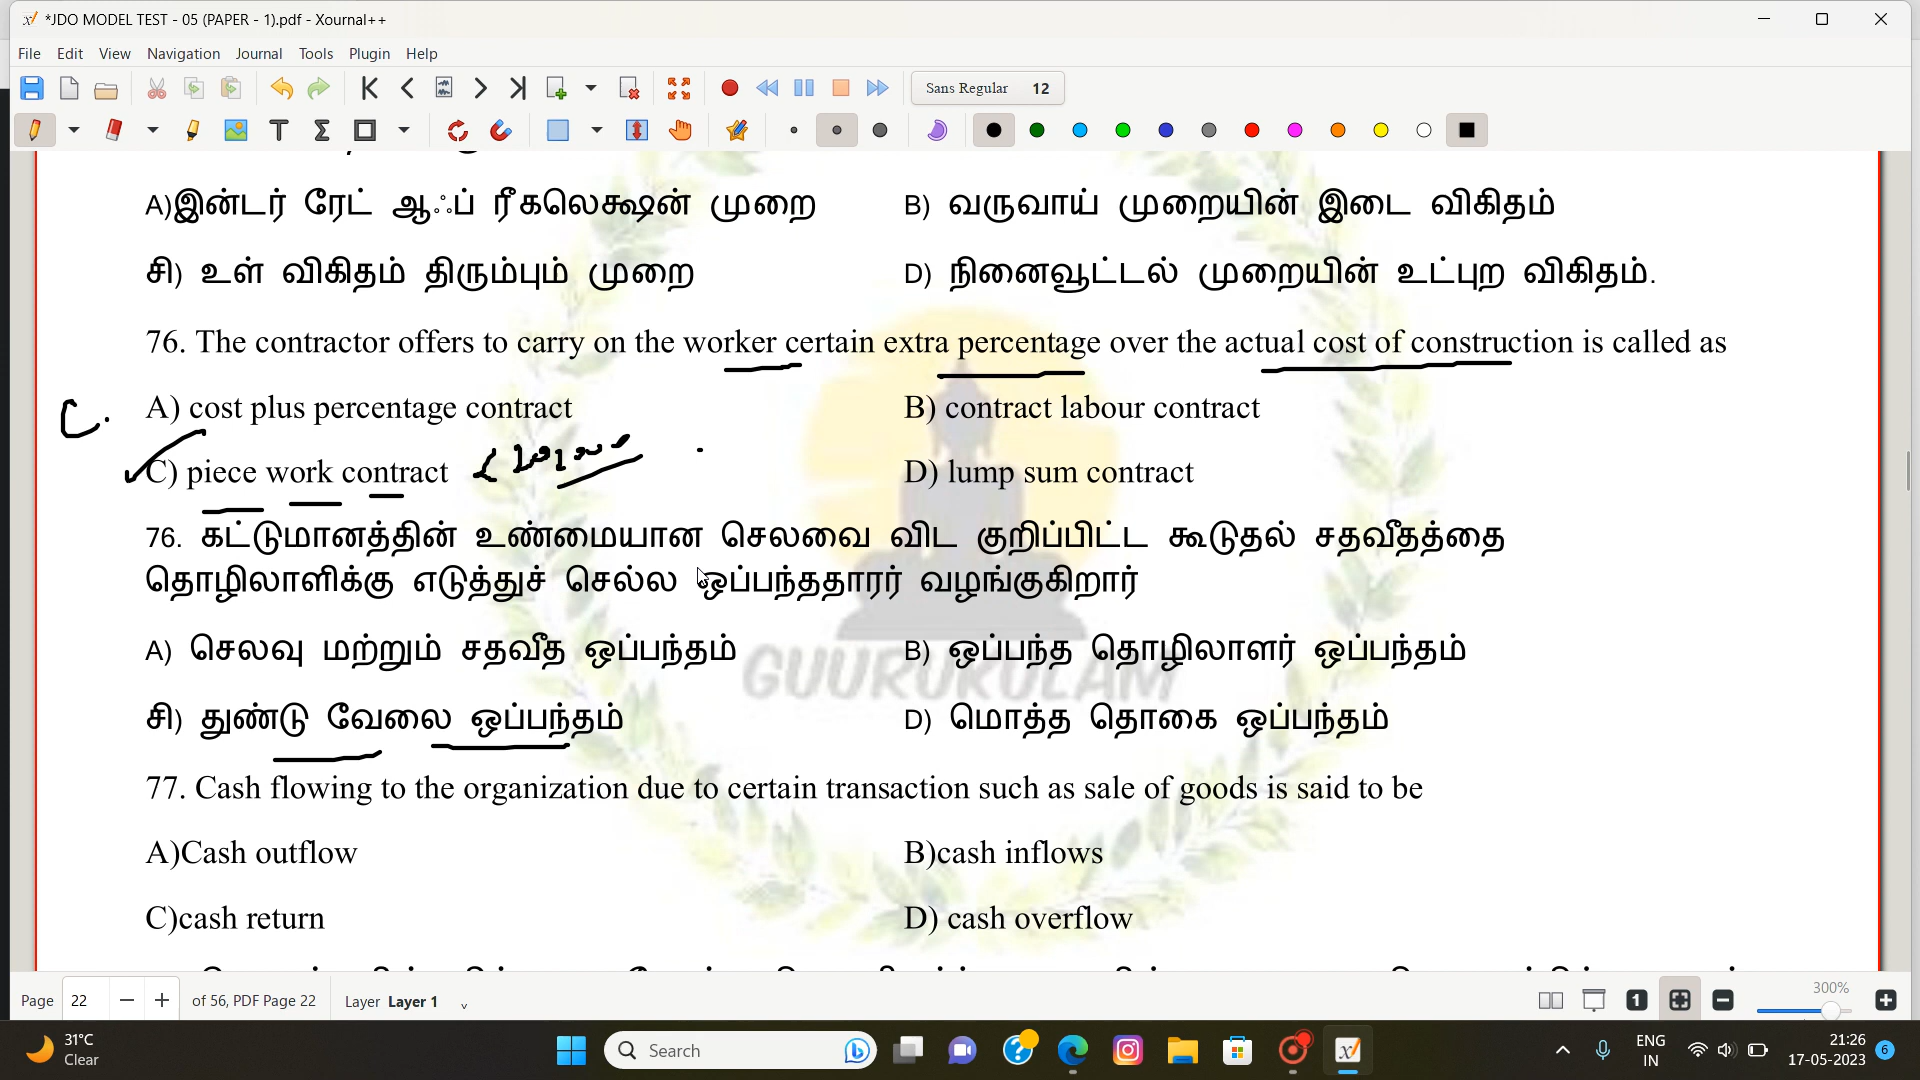 *JDO MODEL TEST - 05 (PAPER - 1).pdf - Xournal++
File Edit View Navigation Journal Tools Plugin Help
Sans Regular 12
A)இன்டர் ரேட் ஆஃப் ரீகலெக்ஷன் முறை B) வருவாய் முறையின் இடை விகிதம்
சி) உள் விகிதம் திரும்பும் முறை D) நினைவூட்டல் முறையின் உட்புற விகிதம்.
76. The contractor offers to carry on the worker certain extra percentage over the actual cost of construction is called as
C. A) cost plus percentage contract B) contract labour contract
C) piece work contract D) lump sum contract
76. கட்டுமானத்தின் உண்மையான செலவை விட குறிப்பிட்ட கூடுதல் சதவீதத்தை
தொழிலாளிக்கு எடுத்துச் செல்ல ஒப்பந்ததாரர் வழங்குகிறார்
A) செலவு மற்றும் சதவீத ஒப்பந்தம் B) ஒப்பந்த தொழிலாளர் ஒப்பந்தம்
GUURUKULAM
சி) துண்டு வேலை ஒப்பந்தம் D) மொத்த தொகை ஒப்பந்தம்
77. Cash flowing to the organization due to certain transaction such as sale of goods is said to be
A)Cash outflow B)cash inflows
C)cash return D) cash overflow
Page 22 of 56, PDF Page 22 Layer Layer 1 300%
31°C
Clear
Search
ENG
IN
21:26
17-05-2023 6